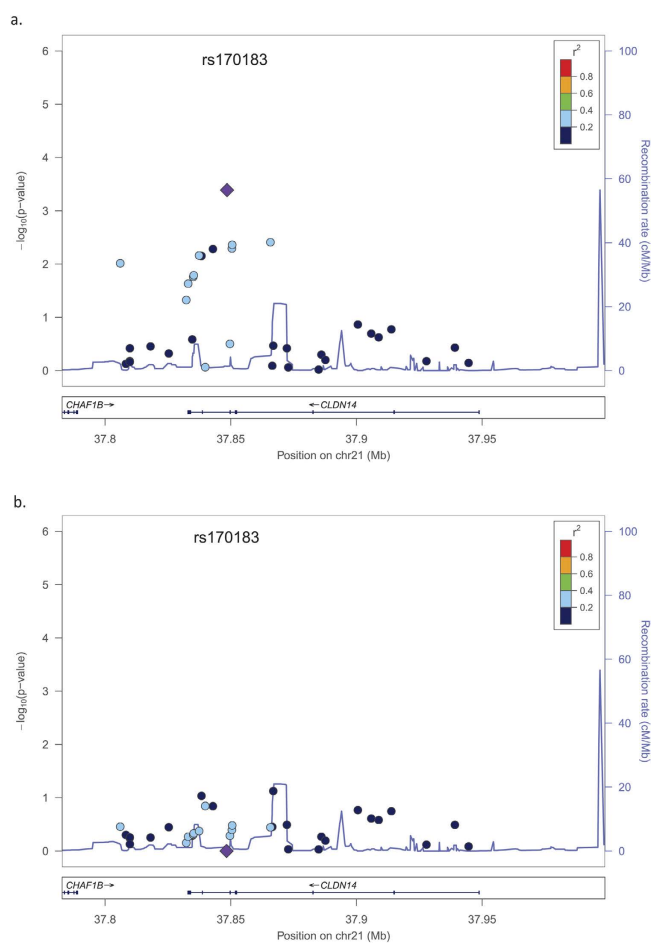 a.
rs170183
r²
0.8
0.6
0.4
0.2
6
5
4
3
2
1
0
−log10(p-value)
100
80
60
40
20
0
Recombination rate (cM/Mb)
CHAF1B→
←CLDN14
37.8 37.85 37.9 37.95
Position on chr21 (Mb)
b.
rs170183
r²
0.8
0.6
0.4
0.2
6
5
4
3
2
1
0
−log10(p-value)
100
80
60
40
20
0
Recombination rate (cM/Mb)
CHAF1B→
←CLDN14
37.8 37.85 37.9 37.95
Position on chr21 (Mb)